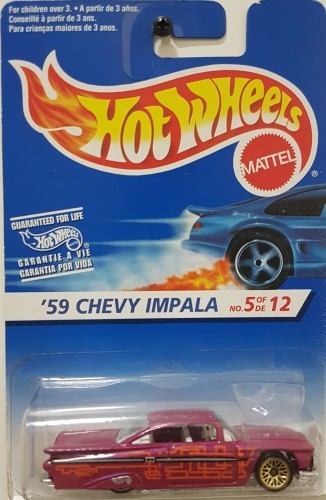 For children over 3. • A partir de 3 años.
Conseillé à partir de 3 ans.
Para crianças maiores de 3 anos.
HOT WHEELS
MATTEL
GUARANTEED FOR LIFE
Hot Wheels
GARANTIE A VIE
GARANTIA POR VIDA
'59 CHEVY IMPALA NO. 5 OF DE 12